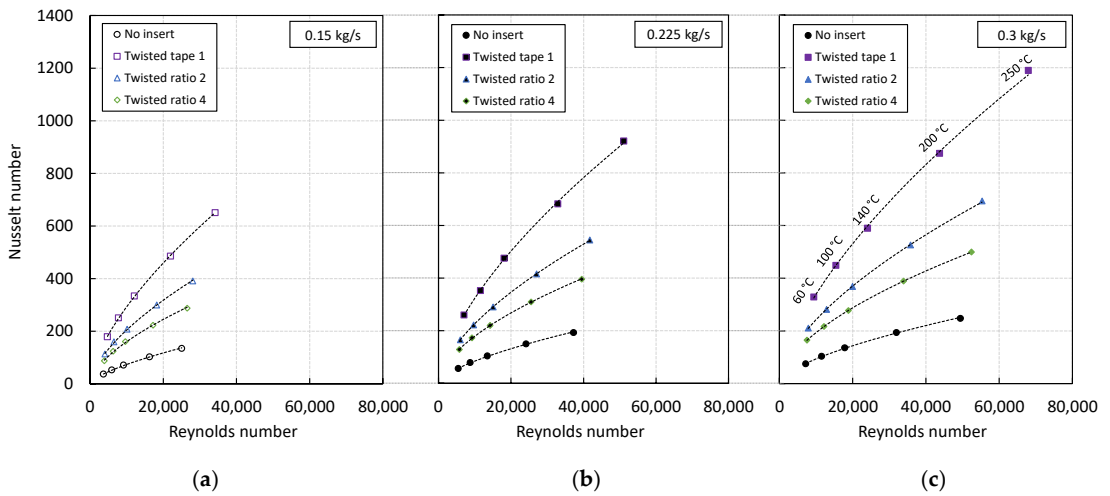 1400
1200
1000
800
600
400
200
0
Nusselt number
No insert
Twisted tape 1
Twisted ratio 2
Twisted ratio 4
0.15 kg/s
0 20,000 40,000 60,000 80,000
Reynolds number
(a)
No insert
Twisted tape 1
Twisted ratio 2
Twisted ratio 4
0.225 kg/s
0 20,000 40,000 60,000 80,000
Reynolds number
(b)
No insert
Twisted tape 1
Twisted ratio 2
Twisted ratio 4
0.3 kg/s
60 °C
100 °C
140 °C
200 °C
250 °C
0 20,000 40,000 60,000 80,000
Reynolds number
(c)